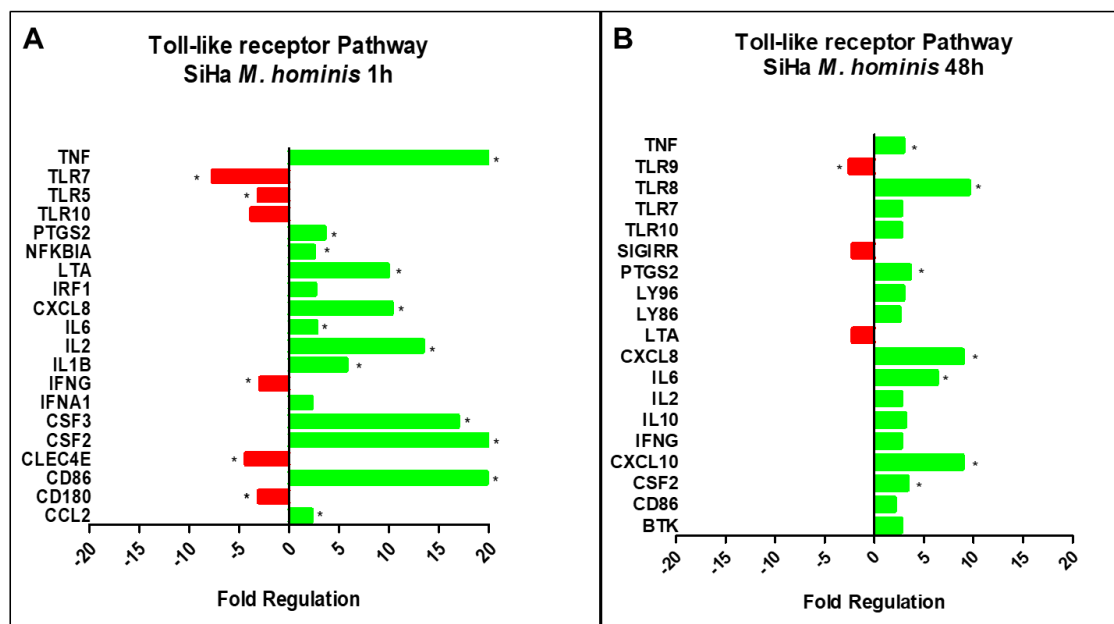 A
Toll-like receptor Pathway
SiHa M. hominis 1h
TNF *
TLR7 *
TLR5 *
TLR10
PTGS2 *
NFKBIA *
LTA *
IRF1
CXCL8 *
IL6 *
IL2 *
IL1B *
IFNG *
IFNA1
CSF3 *
CSF2 *
CLEC4E *
CD86 *
CD180 *
CCL2 *
-20 -15 -10 -5 0 5 10 15 20
Fold Regulation
B
Toll-like receptor Pathway
SiHa M. hominis 48h
TNF *
TLR9 *
TLR8 *
TLR7
TLR10
SIGIRR
PTGS2 *
LY96
LY86
LTA
CXCL8 *
IL6 *
IL2
IL10
IFNG
CXCL10 *
CSF2 *
CD86
BTK
-20 -15 -10 -5 0 5 10 15 20
Fold Regulation